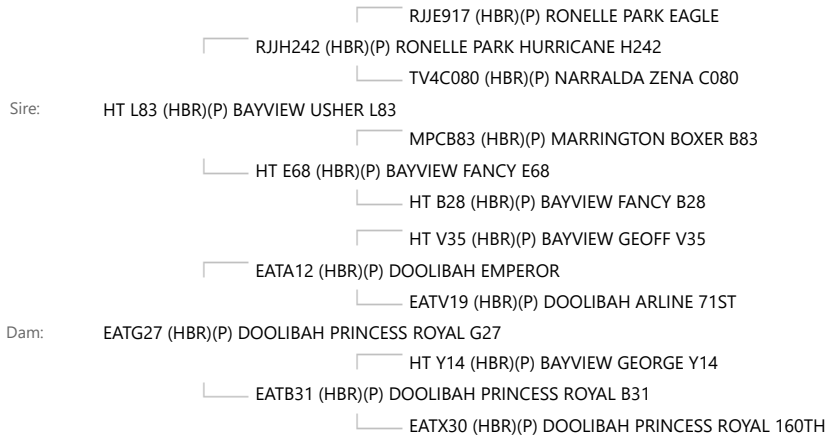 RJJE917 (HBR)(P) RONELLE PARK EAGLE
RJJH242 (HBR)(P) RONELLE PARK HURRICANE H242
TV4C080 (HBR)(P) NARRALDA ZENA C080
Sire: HT L83 (HBR)(P) BAYVIEW USHER L83
MPCB83 (HBR)(P) MARRINGTON BOXER B83
HT E68 (HBR)(P) BAYVIEW FANCY E68
HT B28 (HBR)(P) BAYVIEW FANCY B28
HT V35 (HBR)(P) BAYVIEW GEOFF V35
EATA12 (HBR)(P) DOOLIBAH EMPEROR
EATV19 (HBR)(P) DOOLIBAH ARLINE 71ST
Dam: EATG27 (HBR)(P) DOOLIBAH PRINCESS ROYAL G27
HT Y14 (HBR)(P) BAYVIEW GEORGE Y14
EATB31 (HBR)(P) DOOLIBAH PRINCESS ROYAL B31
EATX30 (HBR)(P) DOOLIBAH PRINCESS ROYAL 160TH